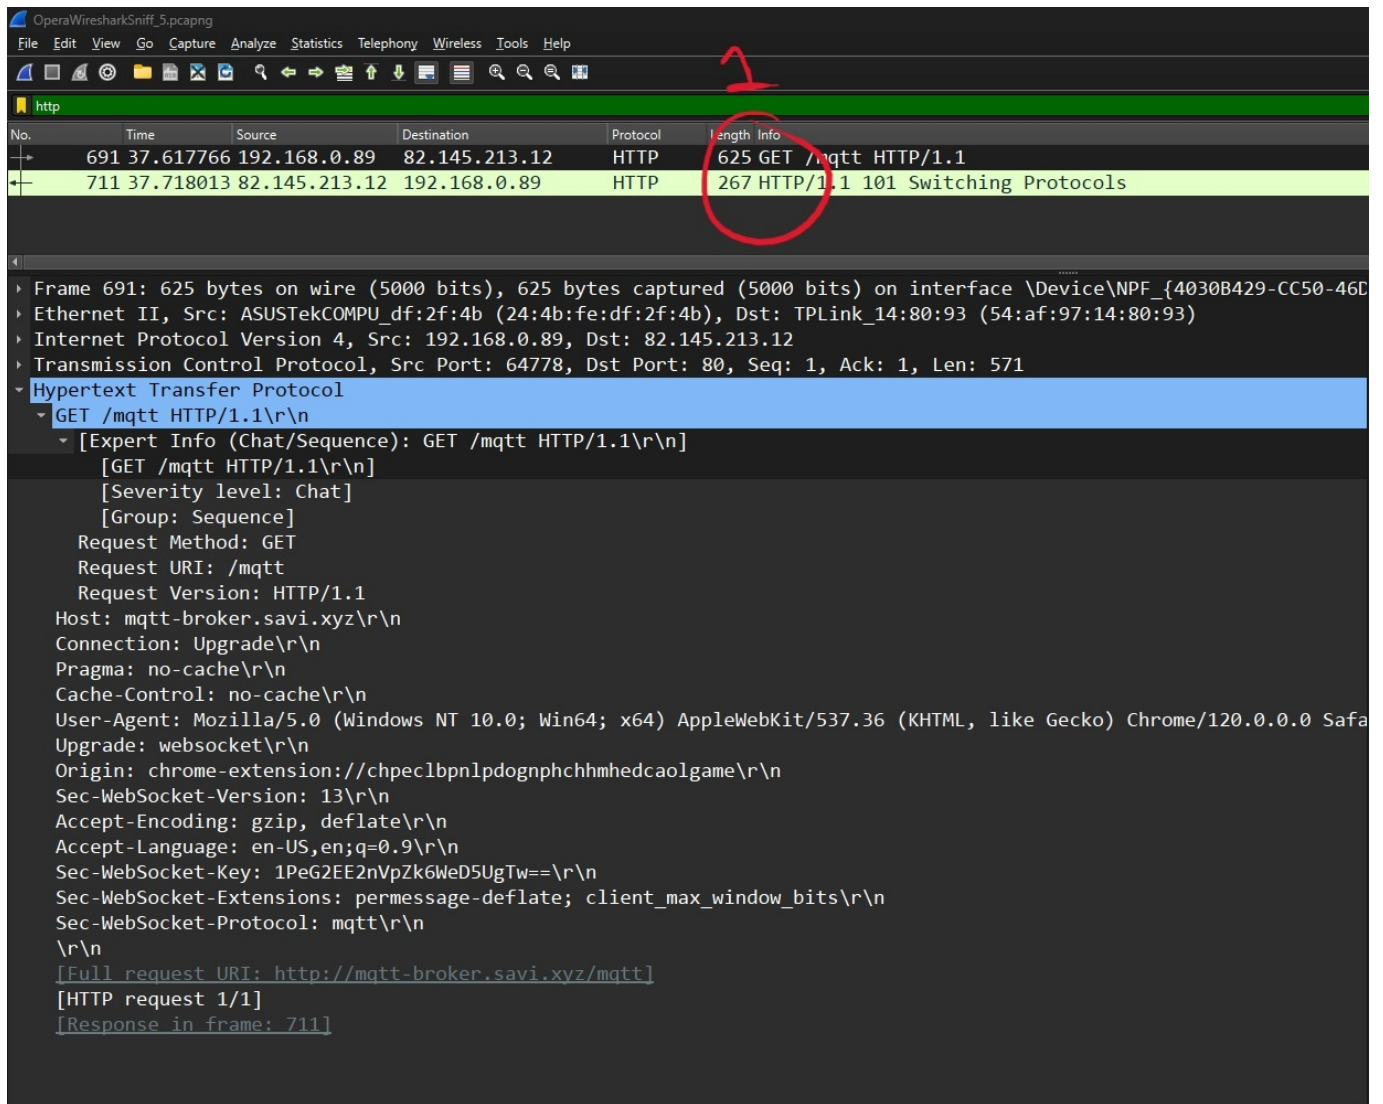 OperaWiresharkSniff_5.pcapng
File Edit View Go Capture Analyze Statistics Telephony Wireless Tools Help
1
http
No. Time Source Destination Protocol Length Info
691 37.617766 192.168.0.89 82.145.213.12 HTTP 625 GET /mqtt HTTP/1.1
711 37.718013 82.145.213.12 192.168.0.89 HTTP 267 HTTP/1.1 101 Switching Protocols
Frame 691: 625 bytes on wire (5000 bits), 625 bytes captured (5000 bits) on interface \Device\NPF_{4030B429-CC50-46D
Ethernet II, Src: ASUSTekCOMPU_df:2f:4b (24:4b:fe:df:2f:4b), Dst: TPLink_14:80:93 (54:af:97:14:80:93)
Internet Protocol Version 4, Src: 192.168.0.89, Dst: 82.145.213.12
Transmission Control Protocol, Src Port: 64778, Dst Port: 80, Seq: 1, Ack: 1, Len: 571
Hypertext Transfer Protocol
GET /mqtt HTTP/1.1\r\n
[Expert Info (Chat/Sequence): GET /mqtt HTTP/1.1\r\n]
[GET /mqtt HTTP/1.1\r\n]
[Severity level: Chat]
[Group: Sequence]
Request Method: GET
Request URI: /mqtt
Request Version: HTTP/1.1
Host: mqtt-broker.savi.xyz\r\n
Connection: Upgrade\r\n
Pragma: no-cache\r\n
Cache-Control: no-cache\r\n
User-Agent: Mozilla/5.0 (Windows NT 10.0; Win64; x64) AppleWebKit/537.36 (KHTML, like Gecko) Chrome/120.0.0.0 Safa
Upgrade: websocket\r\n
Origin: chrome-extension://chpeclbpnlpdognphchhmhedcaolgame\r\n
Sec-WebSocket-Version: 13\r\n
Accept-Encoding: gzip, deflate\r\n
Accept-Language: en-US,en;q=0.9\r\n
Sec-WebSocket-Key: 1PeG2EE2nVpZk6WeD5UgTw==\r\n
Sec-WebSocket-Extensions: permessage-deflate; client_max_window_bits\r\n
Sec-WebSocket-Protocol: mqtt\r\n
\r\n
[Full request URI: http://mqtt-broker.savi.xyz/mqtt]
[HTTP request 1/1]
[Response in frame: 711]